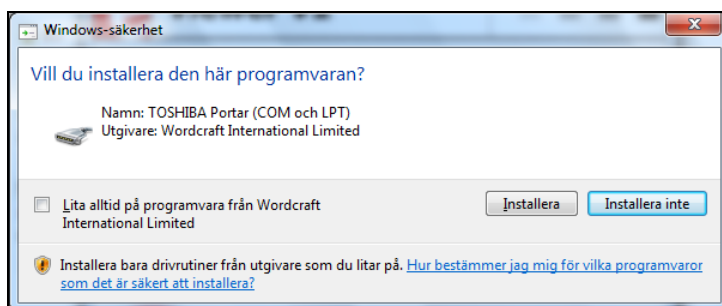 Windows-säkerhet
Vill du installera den här programvaran?
Namn: TOSHIBA Portar (COM och LPT)
Utgivare: Wordcraft International Limited
Lita alltid på programvara från Wordcraft
International Limited
Installera
Installera inte
Installera bara drivrutiner från utgivare som du litar på. Hur bestämmer jag mig för vilka programvaror
som det är säkert att installera?